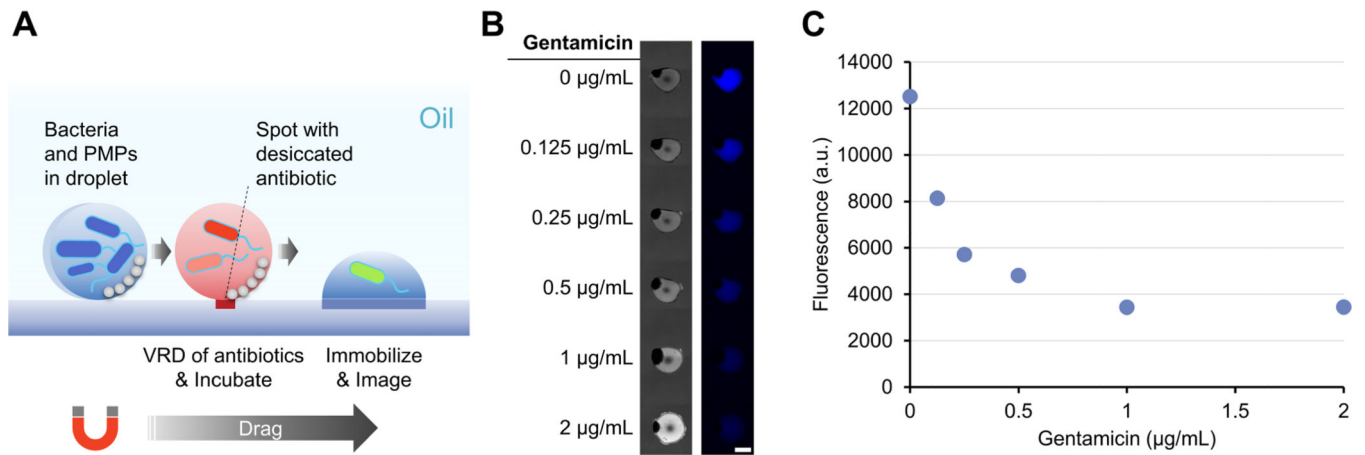 A
Oil
Bacteria
and PMPs
in droplet
Spot with
desiccated
antibiotic
VRD of antibiotics
& Incubate
Immobilize
& Image
Drag
B
Gentamicin
0 µg/mL
0.125 µg/mL
0.25 µg/mL
0.5 µg/mL
1 µg/mL
2 µg/mL
C
Fluorescence (a.u.)
14000
12000
10000
8000
6000
4000
2000
0
0 0.5 1 1.5 2
Gentamicin (µg/mL)